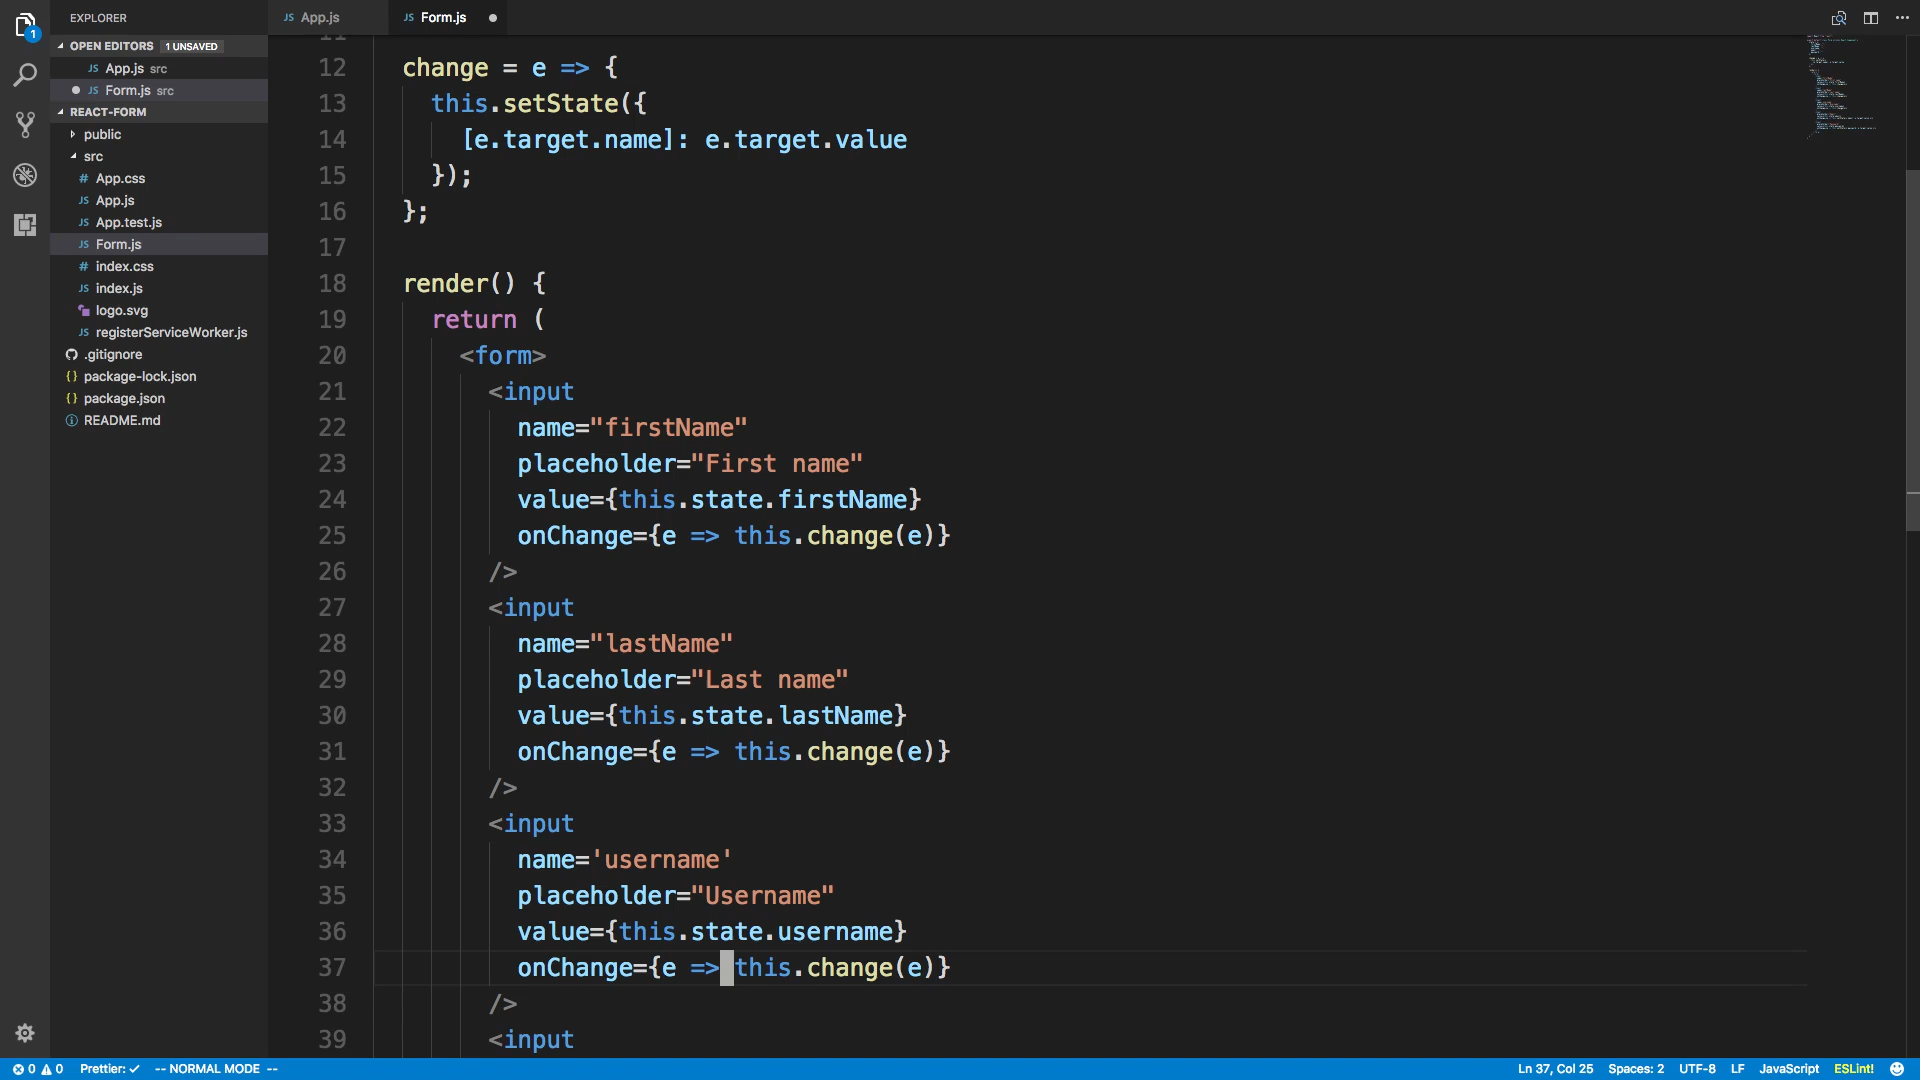 EXPLORER
OPEN EDITORS 1 UNSAVED
JS App.js src
JS Form.js src
REACT-FORM
public
src
# App.css
JS App.js
JS App.test.js
JS Form.js
# index.css
JS index.js
logo.svg
JS registerServiceWorker.js
.gitignore
{} package-lock.json
{} package.json
README.md
1
JS App.js
JS Form.js
11
12 change = e => {
13 this.setState({
14 [e.target.name]: e.target.value
15 });
16 };
17
18 render() {
19 return (
20 <form>
21 <input
22 name="firstName"
23 placeholder="First name"
24 value={this.state.firstName}
25 onChange={e => this.change(e)}
26 />
27 <input
28 name="lastName"
29 placeholder="Last name"
30 value={this.state.lastName}
31 onChange={e => this.change(e)}
32 />
33 <input
34 name='username'
35 placeholder="Username"
36 value={this.state.username}
37 onChange={e => this.change(e)}
38 />
39 <input
0 0 Prettier: ✓ -- NORMAL MODE --
Ln 37, Col 25 Spaces: 2 UTF-8 LF JavaScript ESLint!